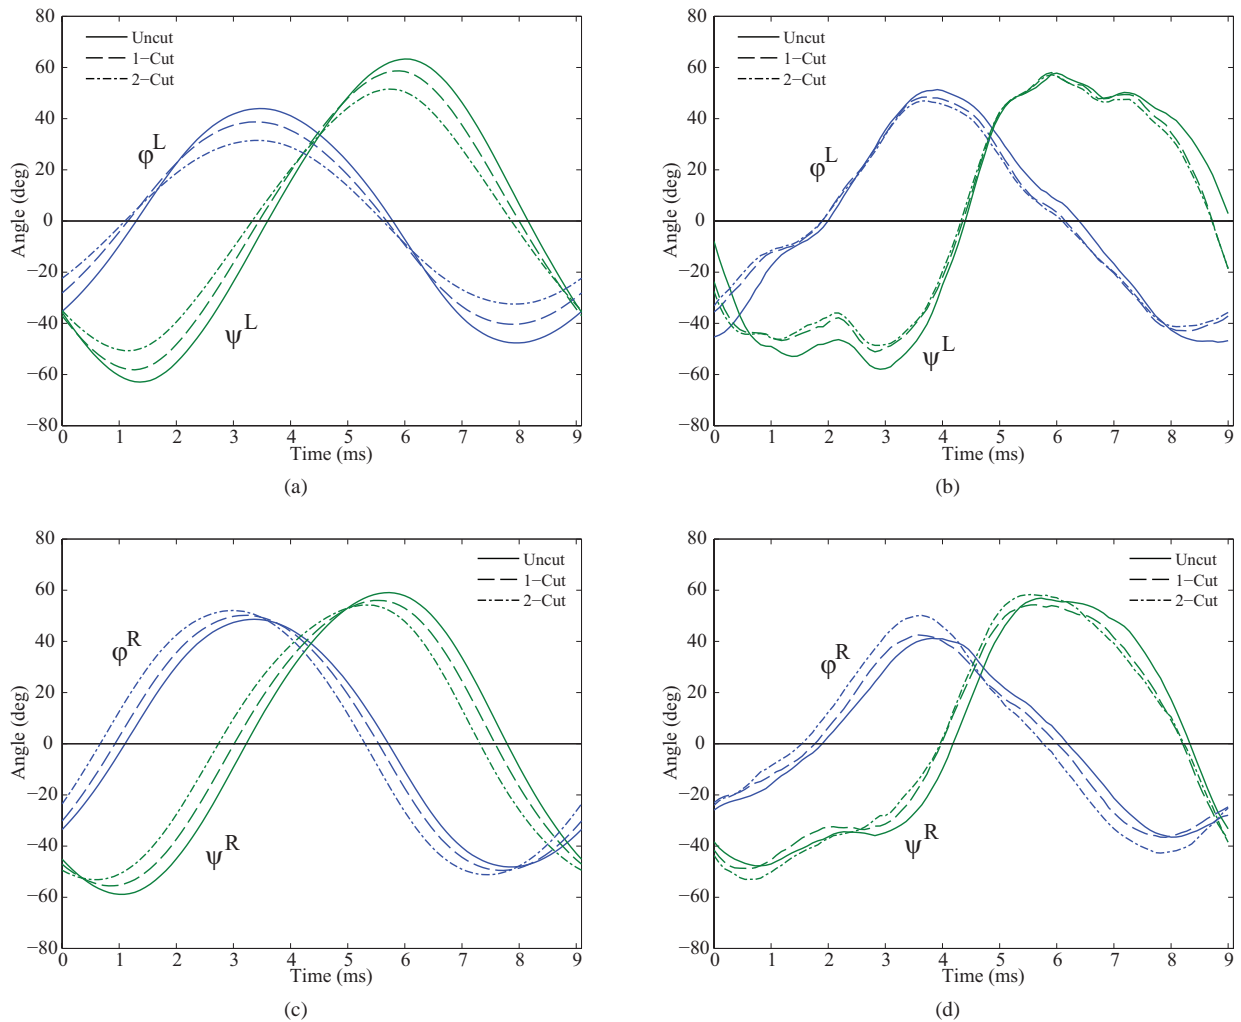 80
60
40
20
0
−20
−40
−60
−80
Angle (deg)
Uncut
1−Cut
2−Cut
φL
ψL
0 1 2 3 4 5 6 7 8 9
Time (ms)
(a)
80
60
40
20
0
−20
−40
−60
−80
Angle (deg)
Uncut
1−Cut
2−Cut
φL
ψL
0 1 2 3 4 5 6 7 8 9
Time (ms)
(b)
80
60
40
20
0
−20
−40
−60
−80
Angle (deg)
Uncut
1−Cut
2−Cut
φR
ψR
0 1 2 3 4 5 6 7 8 9
Time (ms)
(c)
80
60
40
20
0
−20
−40
−60
−80
Angle (deg)
Uncut
1−Cut
2−Cut
φR
ψR
0 1 2 3 4 5 6 7 8 9
Time (ms)
(d)